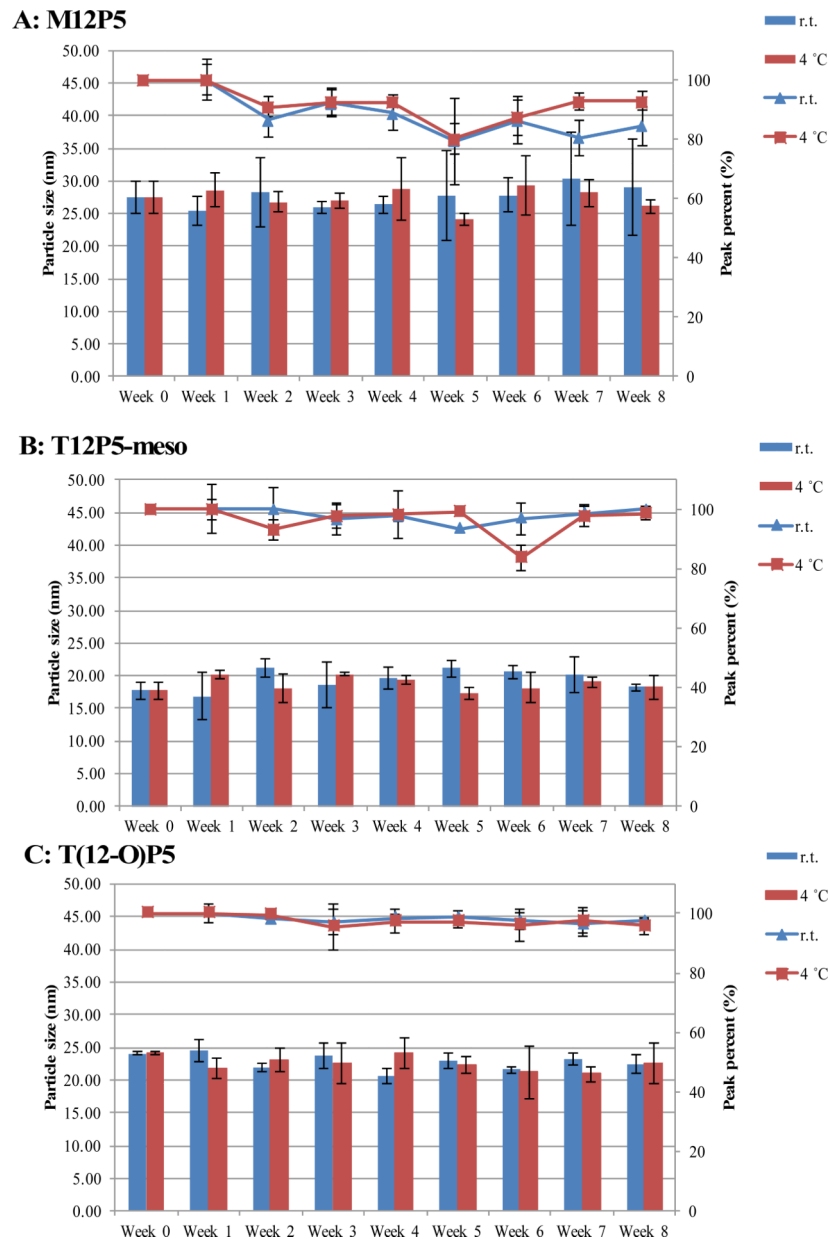 A: M12P5
50.00
45.00
40.00
35.00
30.00
25.00
20.00
15.00
10.00
5.00
0.00
Particle size (nm)
100
80
60
40
20
0
Peak percent (%)
Week 0 Week 1 Week 2 Week 3 Week 4 Week 5 Week 6 Week 7 Week 8
r.t.
4 ˚C
r.t.
4 ˚C
B: T12P5-meso
50.00
45.00
40.00
35.00
30.00
25.00
20.00
15.00
10.00
5.00
0.00
Particle size (nm)
100
80
60
40
20
0
Peak percent (%)
Week 0 Week 1 Week 2 Week 3 Week 4 Week 5 Week 6 Week 7 Week 8
r.t.
4 ˚C
r.t.
4 ˚C
C: T(12-O)P5
50.00
45.00
40.00
35.00
30.00
25.00
20.00
15.00
10.00
5.00
0.00
Particle size (nm)
100
80
60
40
20
0
Peak percent (%)
Week 0 Week 1 Week 2 Week 3 Week 4 Week 5 Week 6 Week 7 Week 8
r.t.
4 ˚C
r.t.
4 ˚C